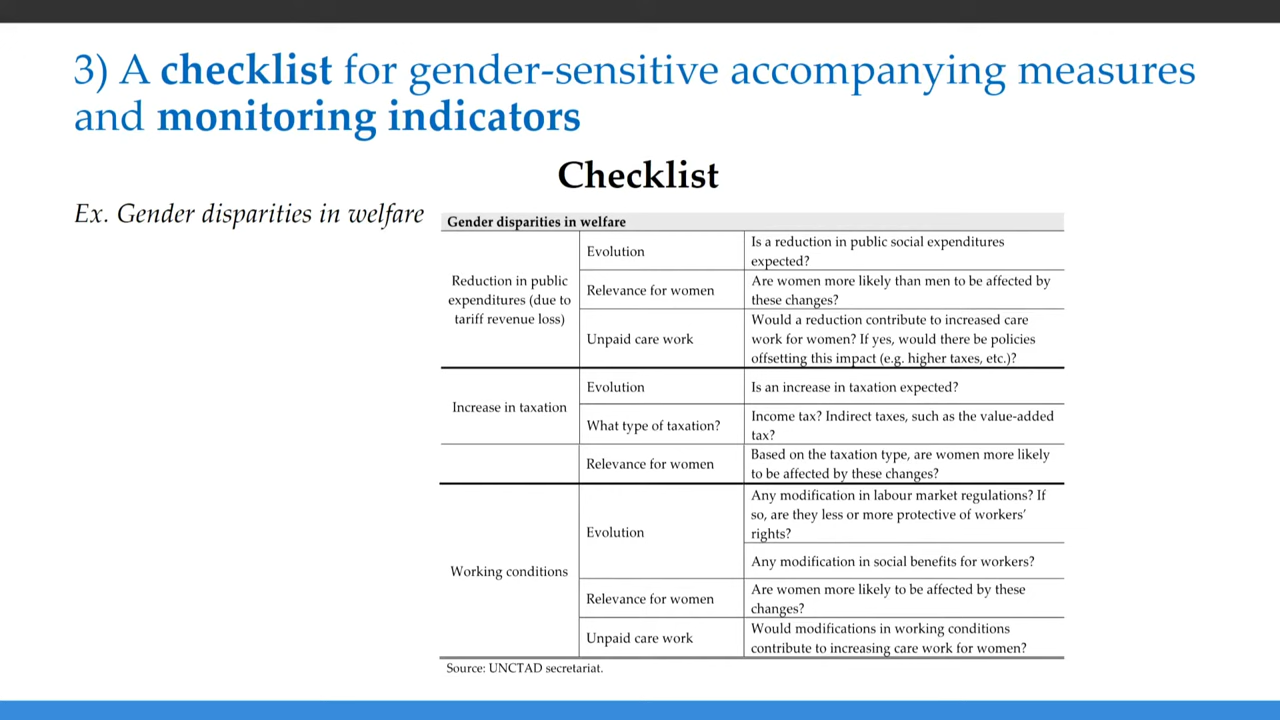 3) A checklist for gender-sensitive accompanying measures
and monitoring indicators
Checklist
Ex. Gender disparities in welfare
Gender disparities in welfare
Reduction in public
expenditures (due to
tariff revenue loss)
Evolution
Is a reduction in public social expenditures
expected?
Relevance for women
Are women more likely than men to be affected by
these changes?
Unpaid care work
Would a reduction contribute to increased care
work for women? If yes, would there be policies
offsetting this impact (e.g. higher taxes, etc.)?
Increase in taxation
Evolution
Is an increase in taxation expected?
What type of taxation?
Income tax? Indirect taxes, such as the value-added
tax?
Relevance for women
Based on the taxation type, are women more likely
to be affected by these changes?
Working conditions
Evolution
Any modification in labour market regulations? If
so, are they less or more protective of workers'
rights?
Any modification in social benefits for workers?
Relevance for women
Are women more likely to be affected by these
changes?
Unpaid care work
Would modifications in working conditions
contribute to increasing care work for women?
Source: UNCTAD secretariat.